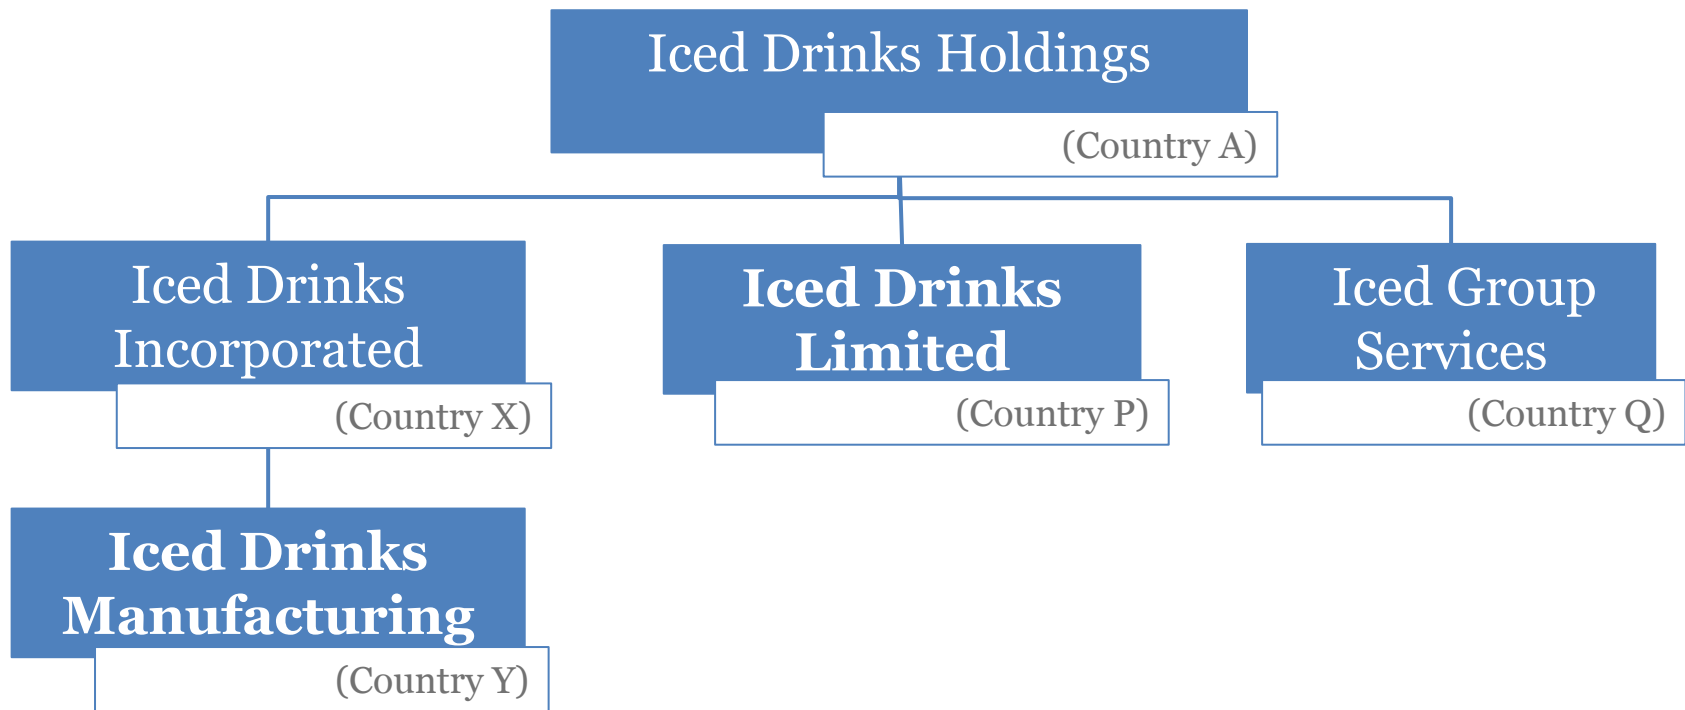 Iced Drinks Holdings
(Country A)
Iced Drinks
Incorporated
(Country X)
Iced Drinks
Limited
(Country P)
Iced Group
Services
(Country Q)
Iced Drinks
Manufacturing
(Country Y)